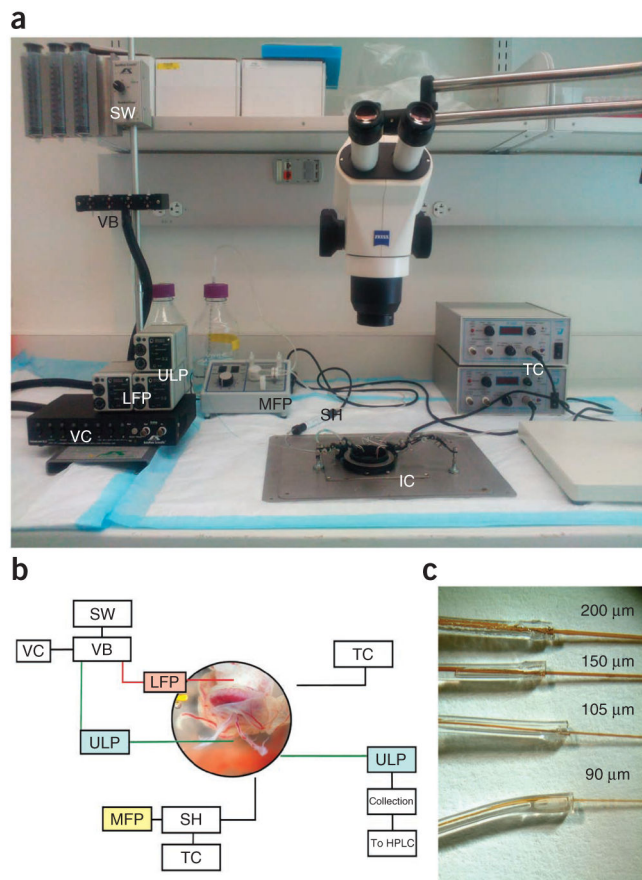 a
SW
VB
ZEISS
ULP
LFP
MFP
TC
VC
SH
IC
b
SW
VC
VB
LFP
TC
ULP
ULP
MFP
SH
Collection
TC
To HPLC
c
200 μm
150 μm
105 μm
90 μm